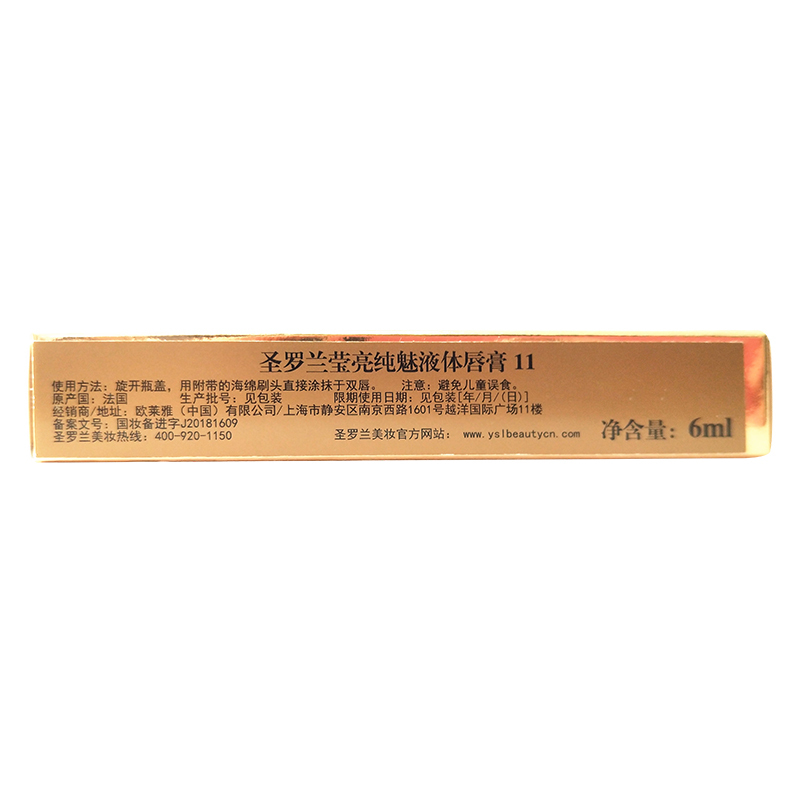 圣罗兰莹亮纯魅液体唇膏 11
使用方法：旋开瓶盖，用附带的海绵刷头直接涂抹于双唇。 注意：避免儿童误食。
原产国：法国 生产批号：见包装 限期使用日期：见包装[年/月/(日)]
经销商/地址：欧莱雅（中国）有限公司/上海市静安区南京西路1601号越洋国际广场11楼
备案文号：国妆备进字J20181609
圣罗兰美妆热线：400-920-1150 圣罗兰美妆官方网站： www.yslbeautycn.com 净含量：6ml